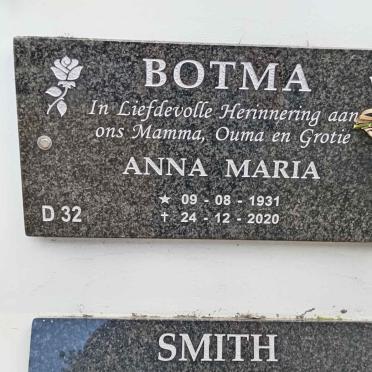 BOTMA
In Liefdevolle Herinnering aan
ons Mamma, Ouma en Grotie
ANNA MARIA
★ 09 - 08 - 1931
✝ 24 - 12 - 2020
D 32
SMITH